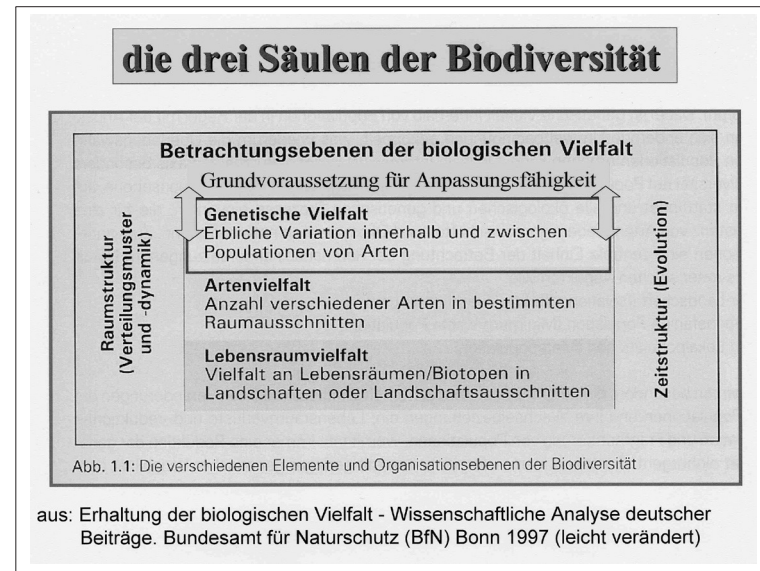 die drei Säulen der Biodiversität
Betrachtungsebenen der biologischen Vielfalt
Grundvoraussetzung für Anpassungsfähigkeit
Raumstruktur
(Verteilungsmuster
und -dynamik)
Genetische Vielfalt
Erbliche Variation innerhalb und zwischen
Populationen von Arten
Artenvielfalt
Anzahl verschiedener Arten in bestimmten
Raumausschnitten
Lebensraumvielfalt
Vielfalt an Lebensräumen/Biotopen in
Landschaften oder Landschaftsausschnitten
Zeitstruktur (Evolution)
Abb. 1.1: Die verschiedenen Elemente und Organisationsebenen der Biodiversität
aus: Erhaltung der biologischen Vielfalt - Wissenschaftliche Analyse deutscher
Beiträge. Bundesamt für Naturschutz (BfN) Bonn 1997 (leicht verändert)